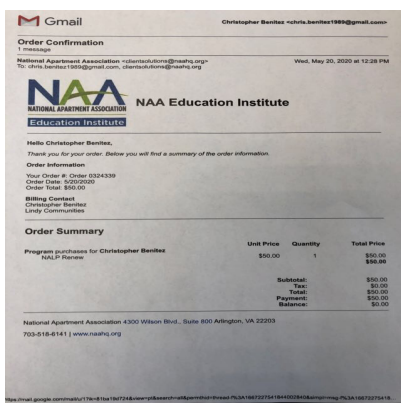 Gmail
Christopher Benitez <chris.benitez1989@gmail.com>
Order Confirmation
1 message
National Apartment Association <clientsolutions@naahq.org>
Wed, May 20, 2020 at 12:28 PM
To: chris.benitez1989@gmail.com, clientsolutions@naahq.org
NAA
NATIONAL APARTMENT ASSOCIATION
Education Institute
NAA Education Institute
Hello Christopher Benitez,
Thank you for your order. Below you will find a summary of the order information.
Order Information
Your Order #: Order 0324339
Order Date: 5/20/2020
Order Total: $50.00
Billing Contact
Christopher Benitez
Lindy Communities
Order Summary
Unit Price Quantity Total Price
Program purchases for Christopher Benitez
NALP Renew $50.00 1 $50.00
$50.00
Subtotal: $50.00
Tax: $0.00
Total: $50.00
Payment: $50.00
Balance: $0.00
National Apartment Association 4300 Wilson Blvd., Suite 800 Arlington, VA 22203
703-518-6141 | www.naahq.org